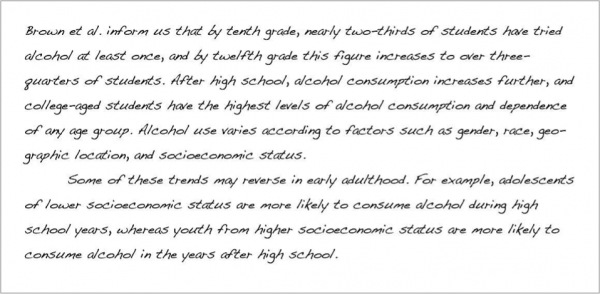 Brown et al. inform us that by tenth grade, nearly two-thirds of students have tried
alcohol at least once, and by twelfth grade this figure increases to over three-
quarters of students. After high school, alcohol consumption increases further, and
college-aged students have the highest levels of alcohol consumption and dependence
of any age group. Alcohol use varies according to factors such as gender, race, geo-
graphic location, and socioeconomic status.
Some of these trends may reverse in early adulthood. For example, adolescents
of lower socioeconomic status are more likely to consume alcohol during high
school years, whereas youth from higher socioeconomic status are more likely to
consume alcohol in the years after high school.